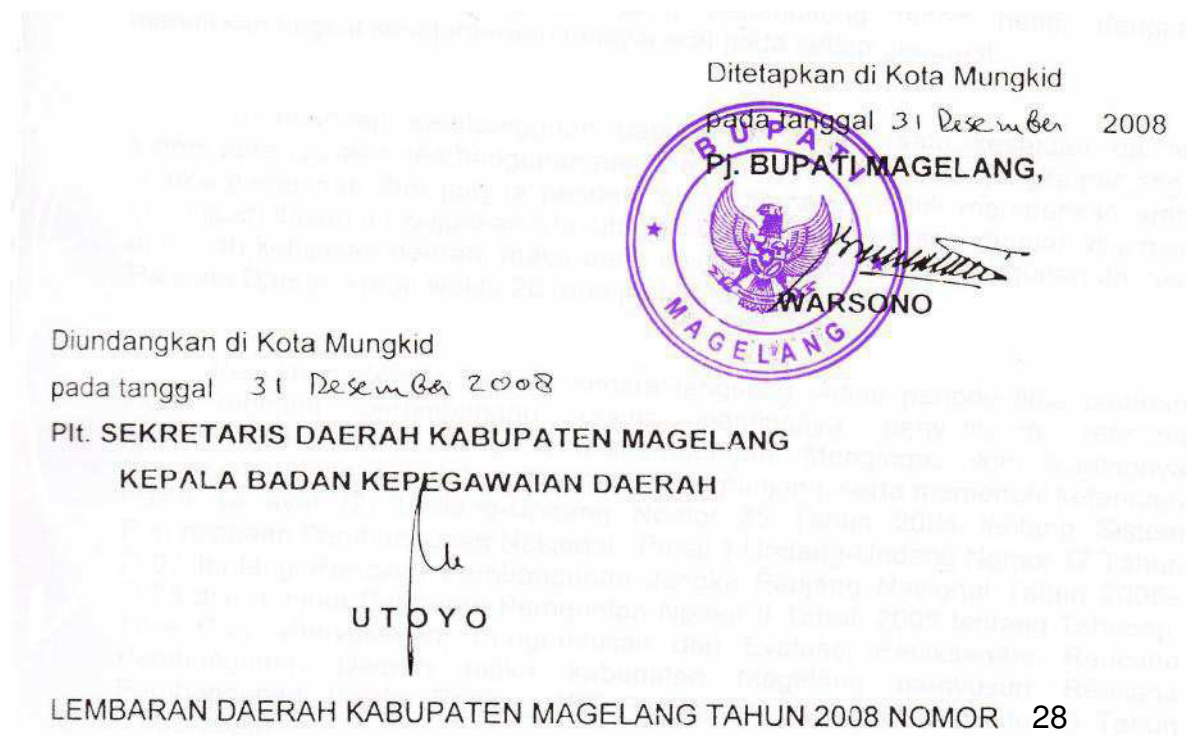 Ditetapkan di Kota Mungkid
pada tanggal 31 Desember 2008
Pj. BUPATI MAGELANG,
BUPATI
MAGELANG
WARSONO
Diundangkan di Kota Mungkid
pada tanggal 31 Desember 2008
Plt. SEKRETARIS DAERAH KABUPATEN MAGELANG
KEPALA BADAN KEPEGAWAIAN DAERAH
UTOYO
LEMBARAN DAERAH KABUPATEN MAGELANG TAHUN 2008 NOMOR 28